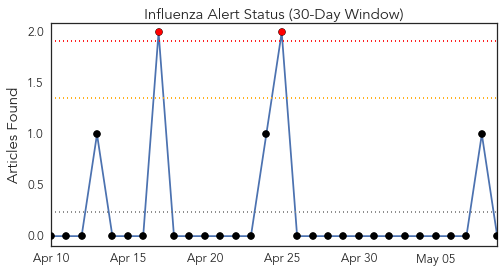 Influenza Alert Status (30-Day Window)
2.0
1.5
1.0
0.5
0.0
Articles Found
Apr 10 Apr 15 Apr 20 Apr 25 Apr 30 May 05